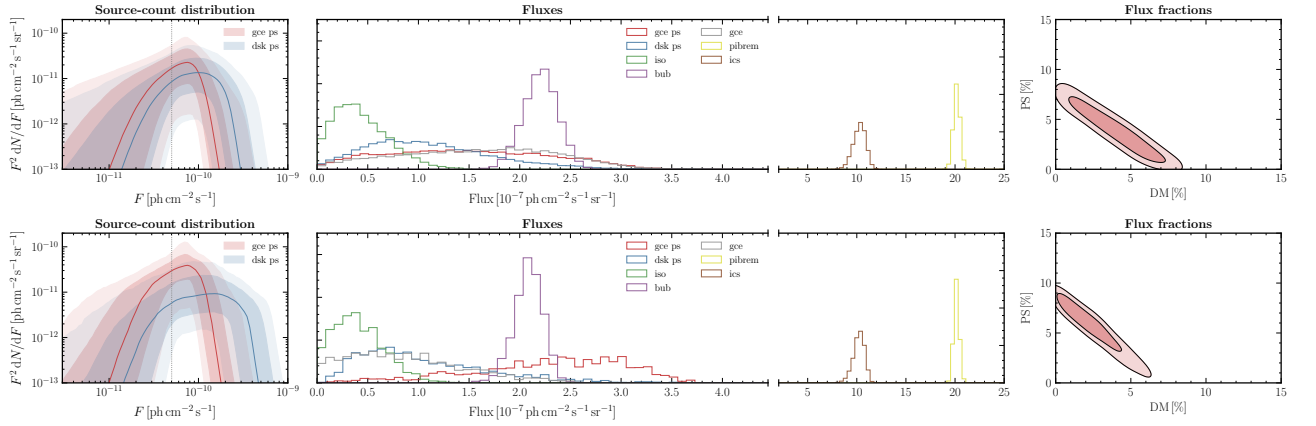 Source-count distribution
F² dN/dF [ph cm⁻² s⁻¹ sr⁻¹]
10⁻¹⁰
10⁻¹¹
10⁻¹²
10⁻¹³
gce ps
dsk ps
10⁻¹¹ 10⁻¹⁰ 10⁻⁹
F [ph cm⁻² s⁻¹]
Fluxes
gce ps
dsk ps
iso
bub
gce
pibrem
ics
0.0 0.5 1.0 1.5 2.0 2.5 3.0 3.5 4.0 5 10 15 20 25
Flux [10⁻⁷ ph cm⁻² s⁻¹ sr⁻¹]
Flux fractions
PS [%]
15
10
5
0
0 5 10 15
DM [%]
Source-count distribution
F² dN/dF [ph cm⁻² s⁻¹ sr⁻¹]
10⁻¹⁰
10⁻¹¹
10⁻¹²
10⁻¹³
gce ps
dsk ps
10⁻¹¹ 10⁻¹⁰ 10⁻⁹
F [ph cm⁻² s⁻¹]
Fluxes
gce ps
dsk ps
iso
bub
gce
pibrem
ics
0.0 0.5 1.0 1.5 2.0 2.5 3.0 3.5 4.0 5 10 15 20 25
Flux [10⁻⁷ ph cm⁻² s⁻¹ sr⁻¹]
Flux fractions
PS [%]
15
10
5
0
0 5 10 15
DM [%]